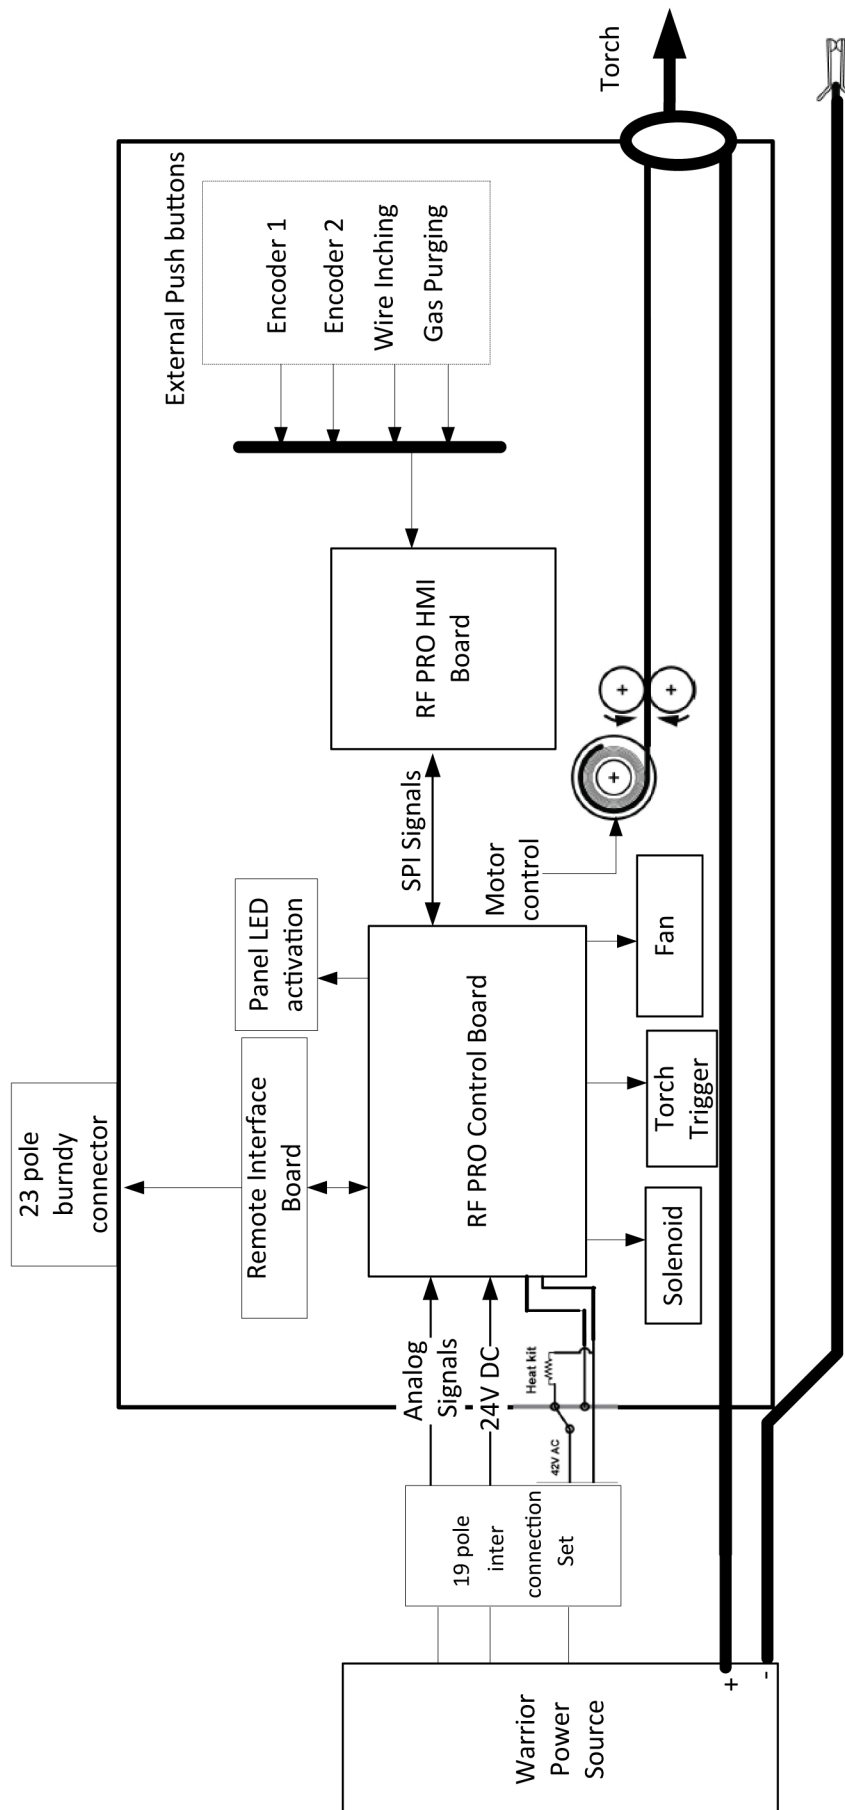 Torch
External Push buttons
Encoder 1
Encoder 2
Wire Inching
Gas Purging
RF PRO HMI
Board
SPI Signals
Motor
control
Panel LED
activation
Fan
23 pole
burndy
connector
Remote Interface
Board
RF PRO Control Board
Torch
Trigger
Solenoid
Analog
Signals
24V DC
Heat kit
42V AC
19 pole
inter
connection
Set
Warrior
Power
Source
+
-
+
+
+